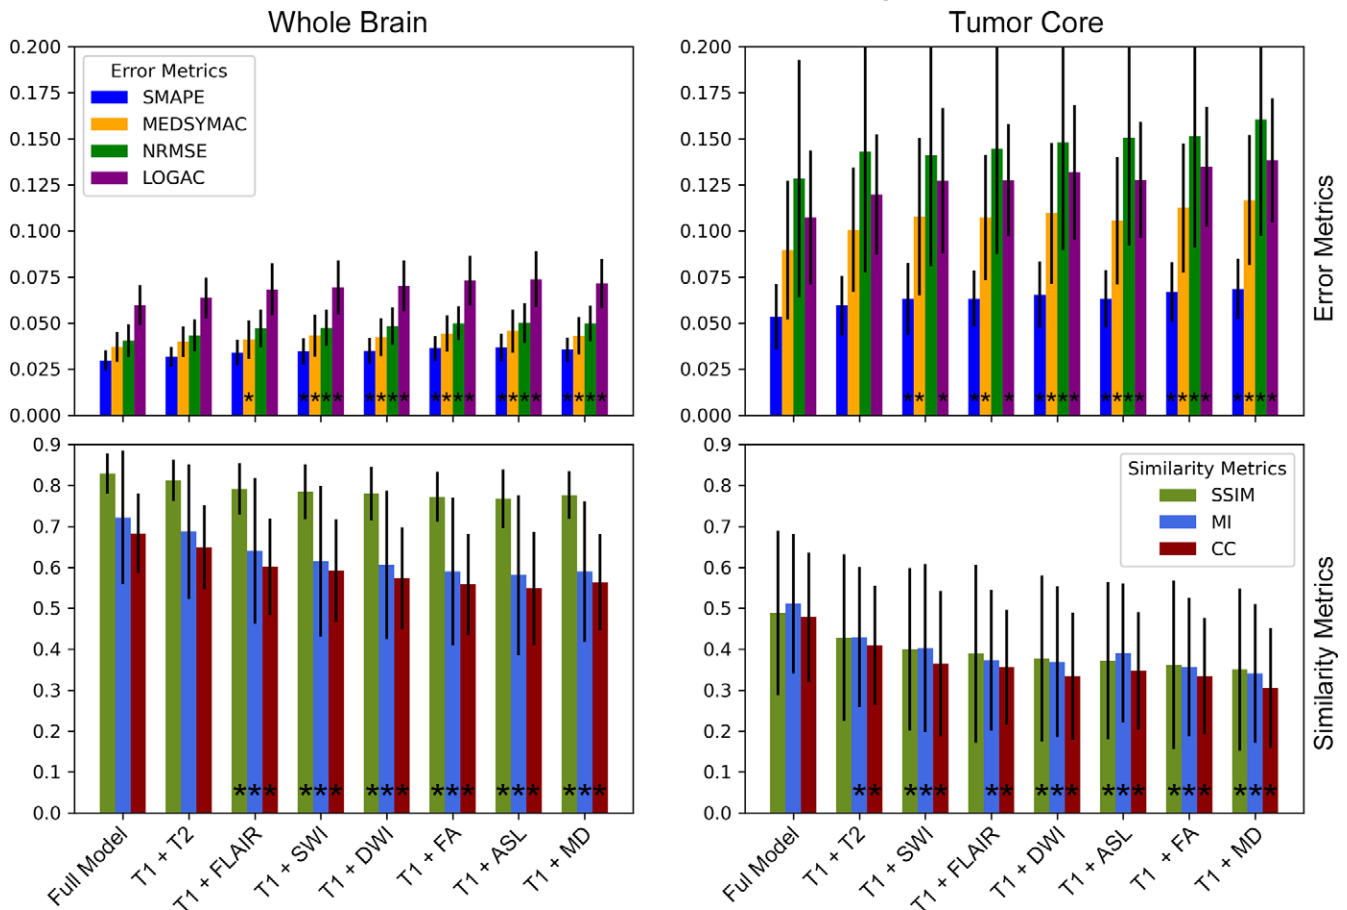 Whole Brain
Tumor Core
0.200
0.175
0.150
0.125
0.100
0.075
0.050
0.025
0.000
Error Metrics
SMAPE
MEDSYMAC
NRMSE
LOGAC
*
* * * *
* * * *
* * * *
* * * *
* * * *
0.200
0.175
0.150
0.125
0.100
0.075
0.050
0.025
0.000
* * *
* * *
* * * *
* * * *
* * * *
* * * *
Error Metrics
0.9
0.8
0.7
0.6
0.5
0.4
0.3
0.2
0.1
0.0
* * *
* * *
* * *
* * *
* * *
* * *
Full Model
T1 + T2
T1 + FLAIR
T1 + SWI
T1 + DWI
T1 + FA
T1 + ASL
T1 + MD
0.9
0.8
0.7
0.6
0.5
0.4
0.3
0.2
0.1
0.0
Similarity Metrics
SSIM
MI
CC
* *
* * *
* *
* * *
* * *
* * *
* * *
Full Model
T1 + T2
T1 + SWI
T1 + FLAIR
T1 + DWI
T1 + ASL
T1 + FA
T1 + MD
Similarity Metrics